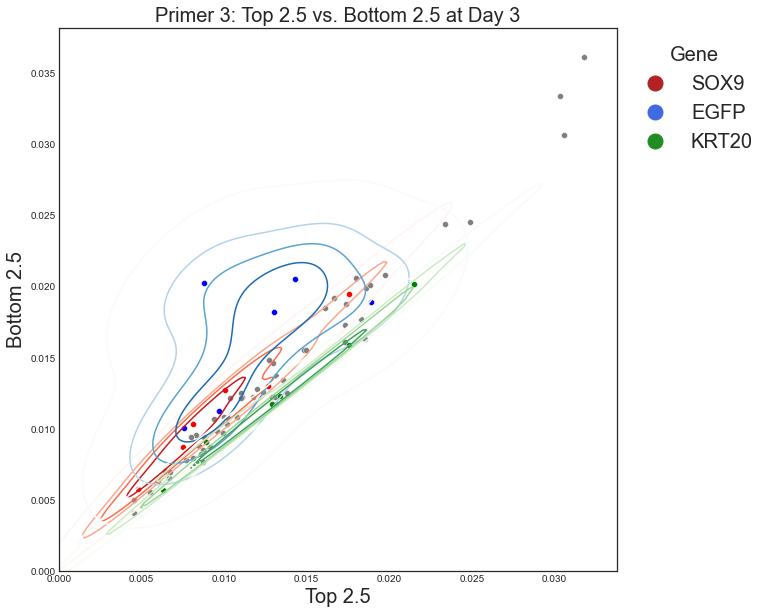 Primer 3: Top 2.5 vs. Bottom 2.5 at Day 3
Gene
SOX9
EGFP
KRT20
Bottom 2.5
0.035
0.030
0.025
0.020
0.015
0.010
0.005
0.000
0.000 0.005 0.010 0.015 0.020 0.025 0.030
Top 2.5